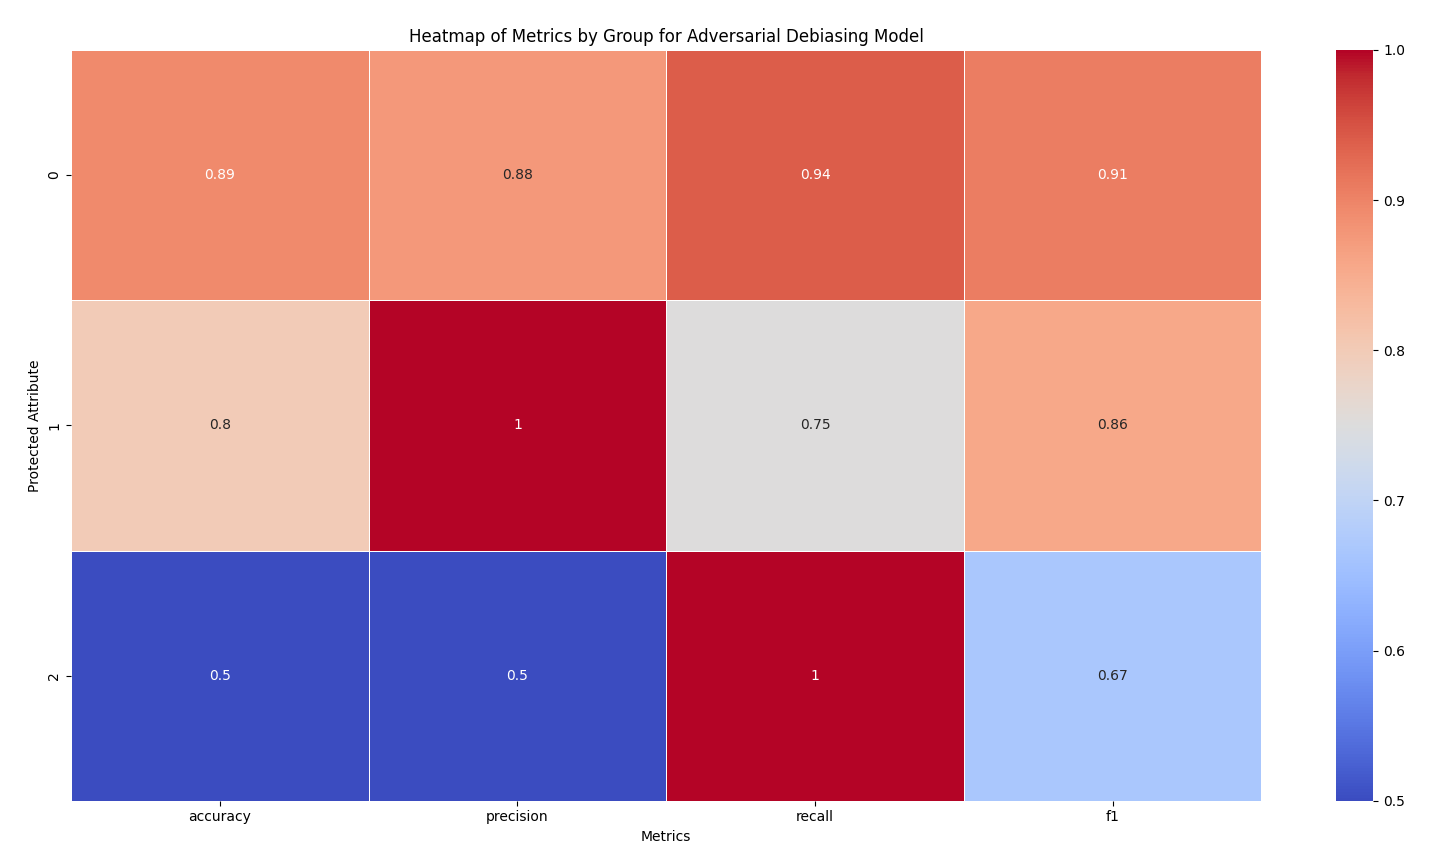 Heatmap of Metrics by Group for Adversarial Debiasing Model
Protected Attribute
0
0.89 0.88 0.94 0.91
1
0.8 1 0.75 0.86
2
0.5 0.5 1 0.67
accuracy precision recall f1
Metrics
1.0
0.9
0.8
0.7
0.6
0.5